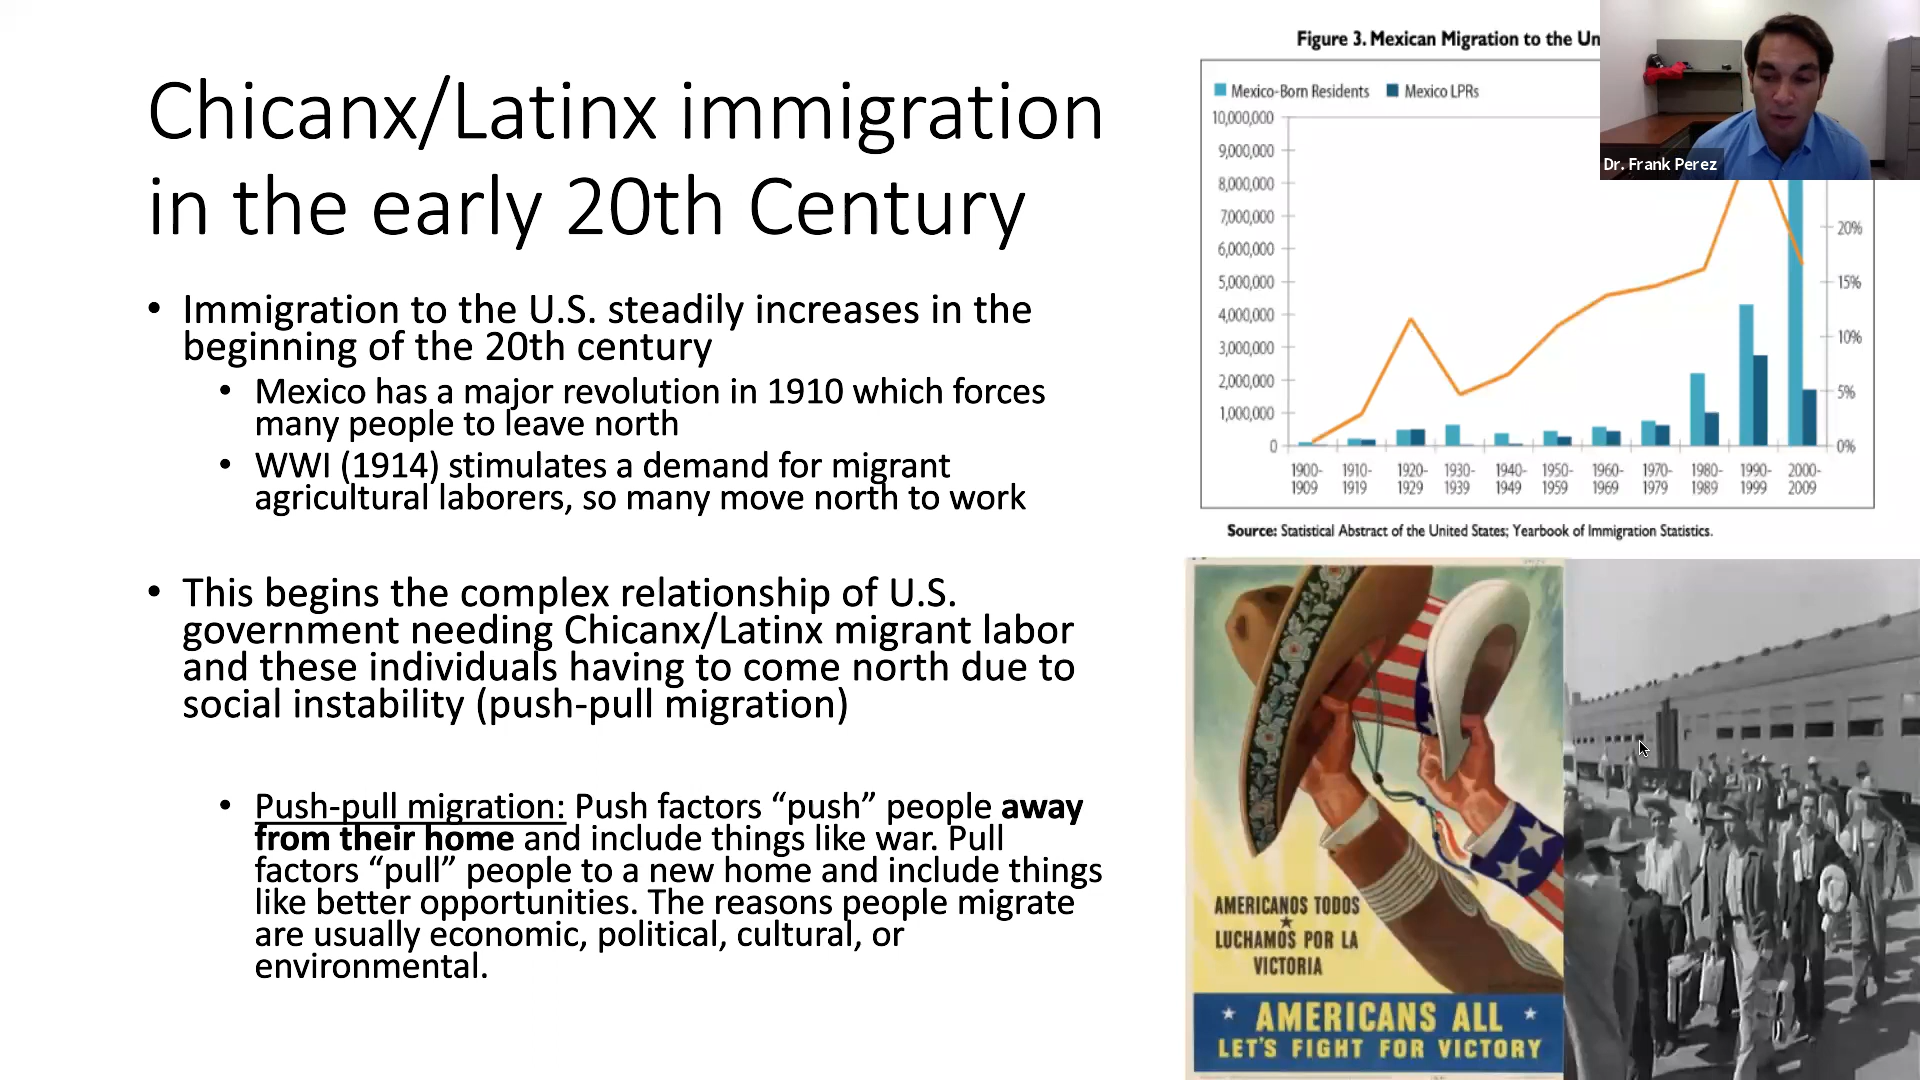 Chicanx/Latinx immigration
in the early 20th Century
• Immigration to the U.S. steadily increases in the
beginning of the 20th century
• Mexico has a major revolution in 1910 which forces
many people to leave north
• WWI (1914) stimulates a demand for migrant
agricultural laborers, so many move north to work
• This begins the complex relationship of U.S.
government needing Chicanx/Latinx migrant labor
and these individuals having to come north due to
social instability (push-pull migration)
• Push-pull migration: Push factors “push” people away
from their home and include things like war. Pull
factors “pull” people to a new home and include things
like better opportunities. The reasons people migrate
are usually economic, political, cultural, or
environmental.
Figure 3. Mexican Migration to the
Mexico-Born Residents Mexico LPRs
10,000,000
9,000,000
8,000,000
7,000,000
6,000,000
5,000,000
4,000,000
3,000,000
2,000,000
1,000,000
0
20%
15%
10%
5%
0%
1900- 1910- 1920- 1930- 1940- 1950- 1960- 1970- 1980- 1990- 2000-
1909 1919 1929 1939 1949 1959 1969 1979 1989 1999 2009
Source: Statistical Abstract of the United States; Yearbook of Immigration Statistics.
Dr. Frank Perez
AMERICANOS TODOS
LUCHAMOS POR LA
VICTORIA
AMERICANS ALL
LET'S FIGHT FOR VICTORY